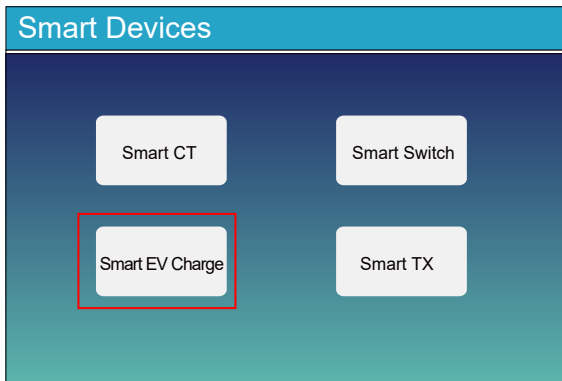 Smart Devices
Smart CT
Smart Switch
Smart EV Charge
Smart TX